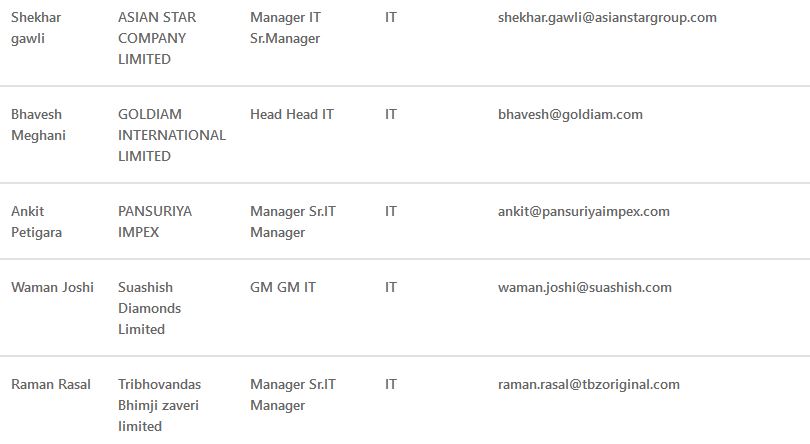 Shekhar ASIAN STAR Manager IT IT shekhar.gawli@asianstargroup.com
gawli COMPANY Sr.Manager
LIMITED
Bhavesh GOLDIAM Head Head IT IT bhavesh@goldiam.com
Meghani INTERNATIONAL
LIMITED
Ankit PANSURIYA Manager Sr.IT IT ankit@pansuriyaimpex.com
Petigara IMPEX Manager
Waman Joshi Suashish GM GM IT IT waman.joshi@suashish.com
Diamonds
Limited
Raman Rasal Tribhovandas Manager Sr.IT IT raman.rasal@tbzoriginal.com
Bhimji zaveri Manager
limited